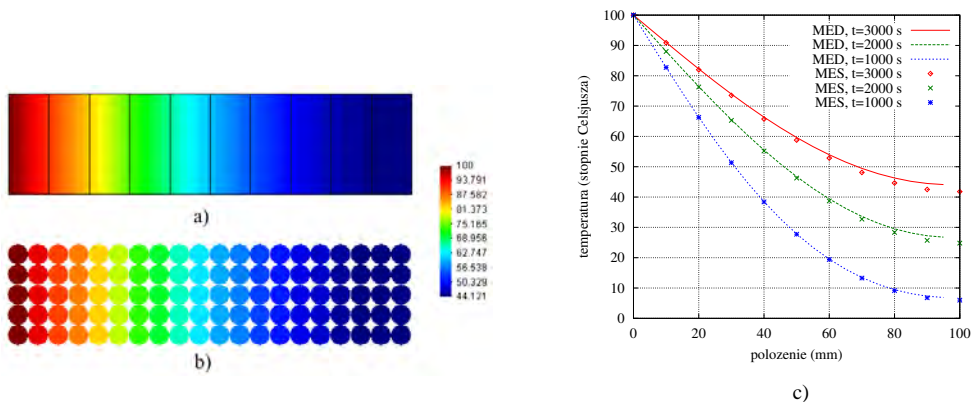 a)
b)
100
93.791
87.582
81.373
75.165
68.956
62.747
56.538
50.329
44.121
100
90
80
70
60
50
40
30
20
10
0
temperatura (stopnie Celsjusza)
MED, t=3000 s
MED, t=2000 s
MED, t=1000 s
MES, t=3000 s
MES, t=2000 s
MES, t=1000 s
0 20 40 60 80 100
polozenie (mm)
c)